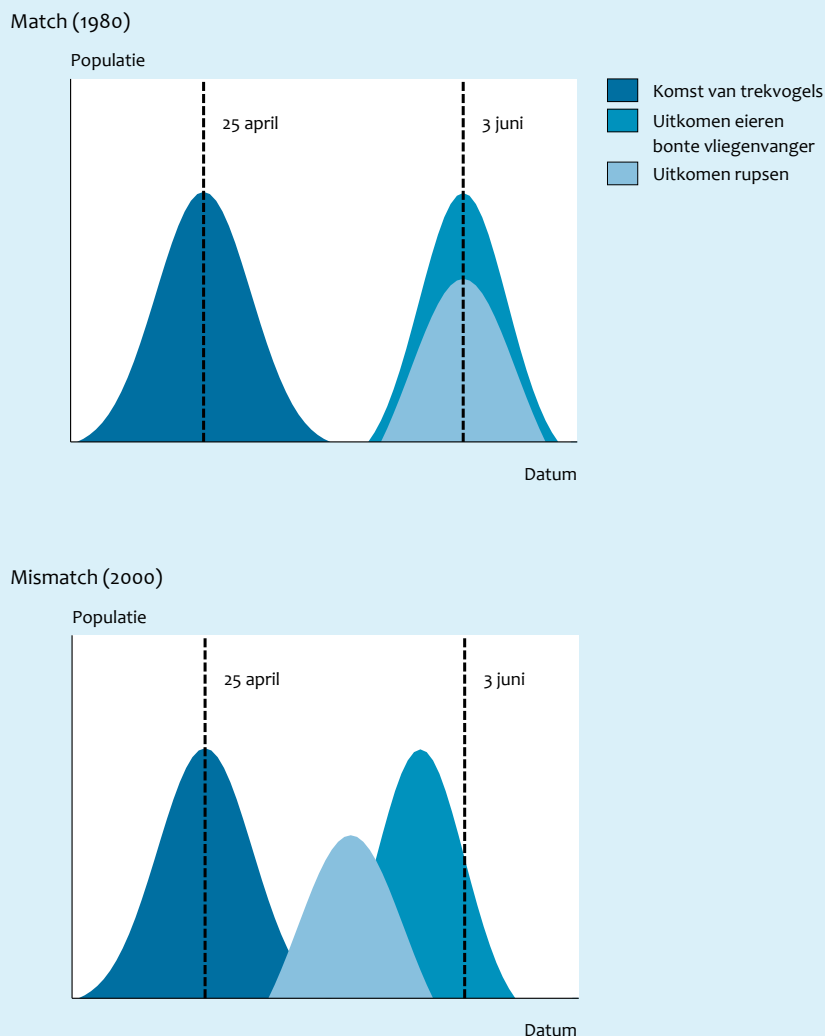 Match (1980)
Populatie
25 april
3 juni
Komst van trekvogels
Uitkomen eieren
bonte vliegenvanger
Uitkomen rupsen
Datum
Mismatch (2000)
Populatie
25 april
3 juni
Datum